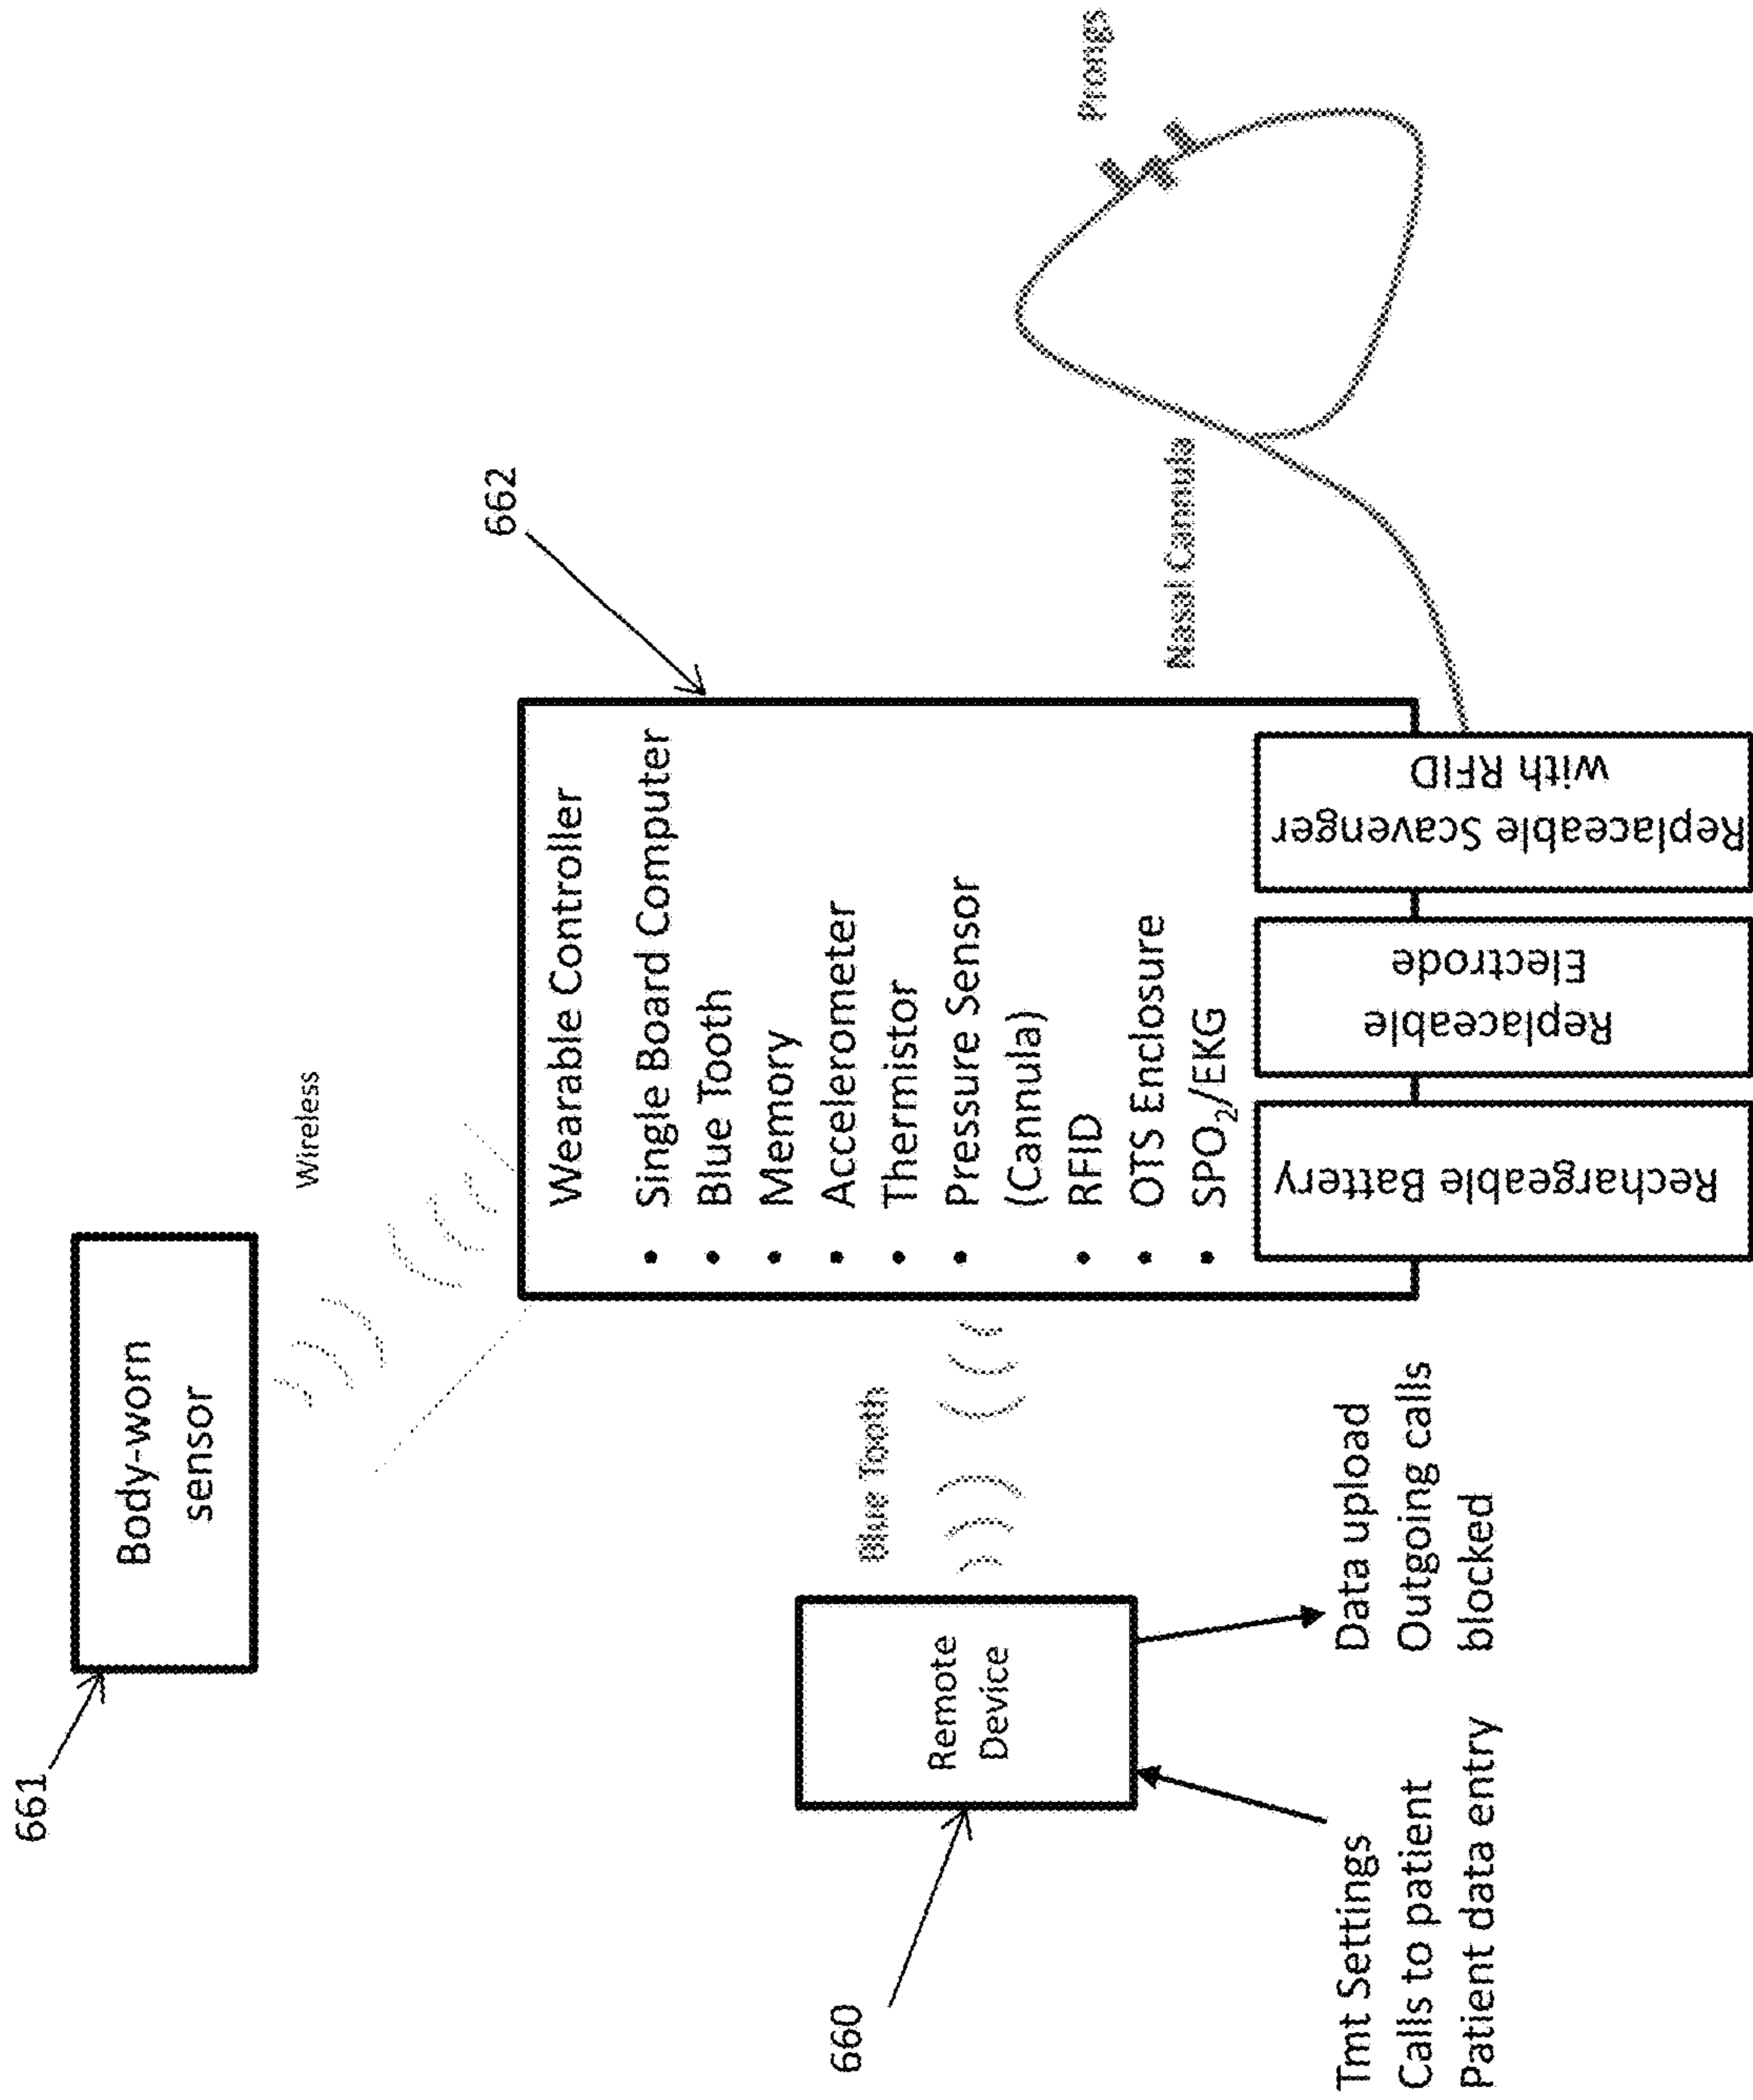 661
Body-worn
sensor
Wireless
662
Wearable Controller
• Single Board Computer
• Blue Tooth
• Memory
• Accelerometer
• Thermistor
• Pressure Sensor
(Cannula)
• RFID
• OTS Enclosure
• SPO₂/EKG
Rechargeable Battery
Replaceable
Electrode
Replaceable Scavenger
with RFID
Nasal Cannula
Prongs
Blue Tooth
660
Remote
Device
Tmt Settings
Calls to patient
Patient data entry
Data upload
Outgoing calls
blocked